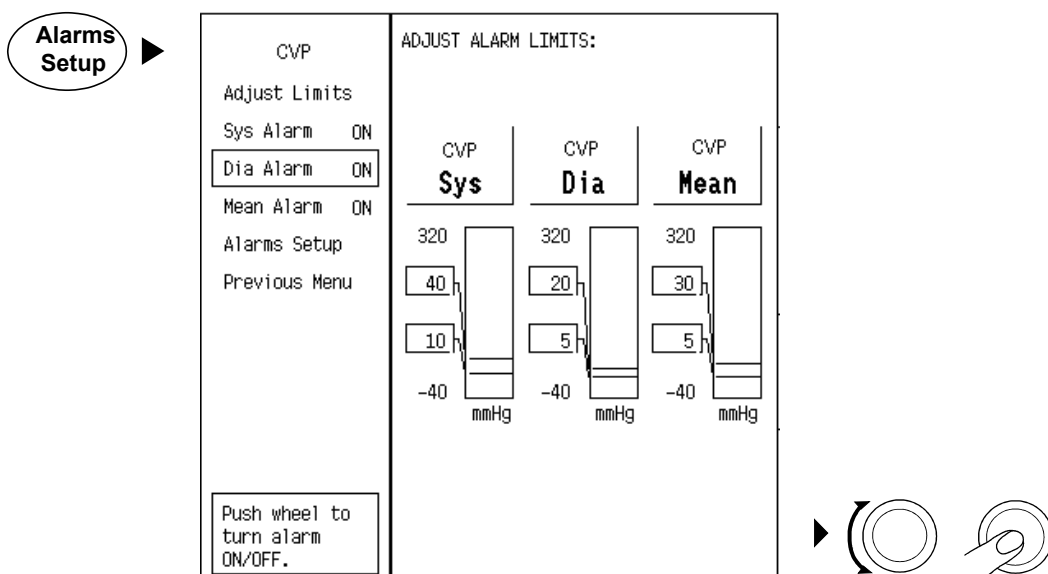 Alarms
Setup
CVP
Adjust Limits
Sys Alarm ON
Dia Alarm ON
Mean Alarm ON
Alarms Setup
Previous Menu
Push wheel to
turn alarm
ON/OFF.
ADJUST ALARM LIMITS:
CVP CVP CVP
Sys Dia Mean
320 320 320
40 20 30
10 5 5
-40 -40 -40
mmHg mmHg mmHg